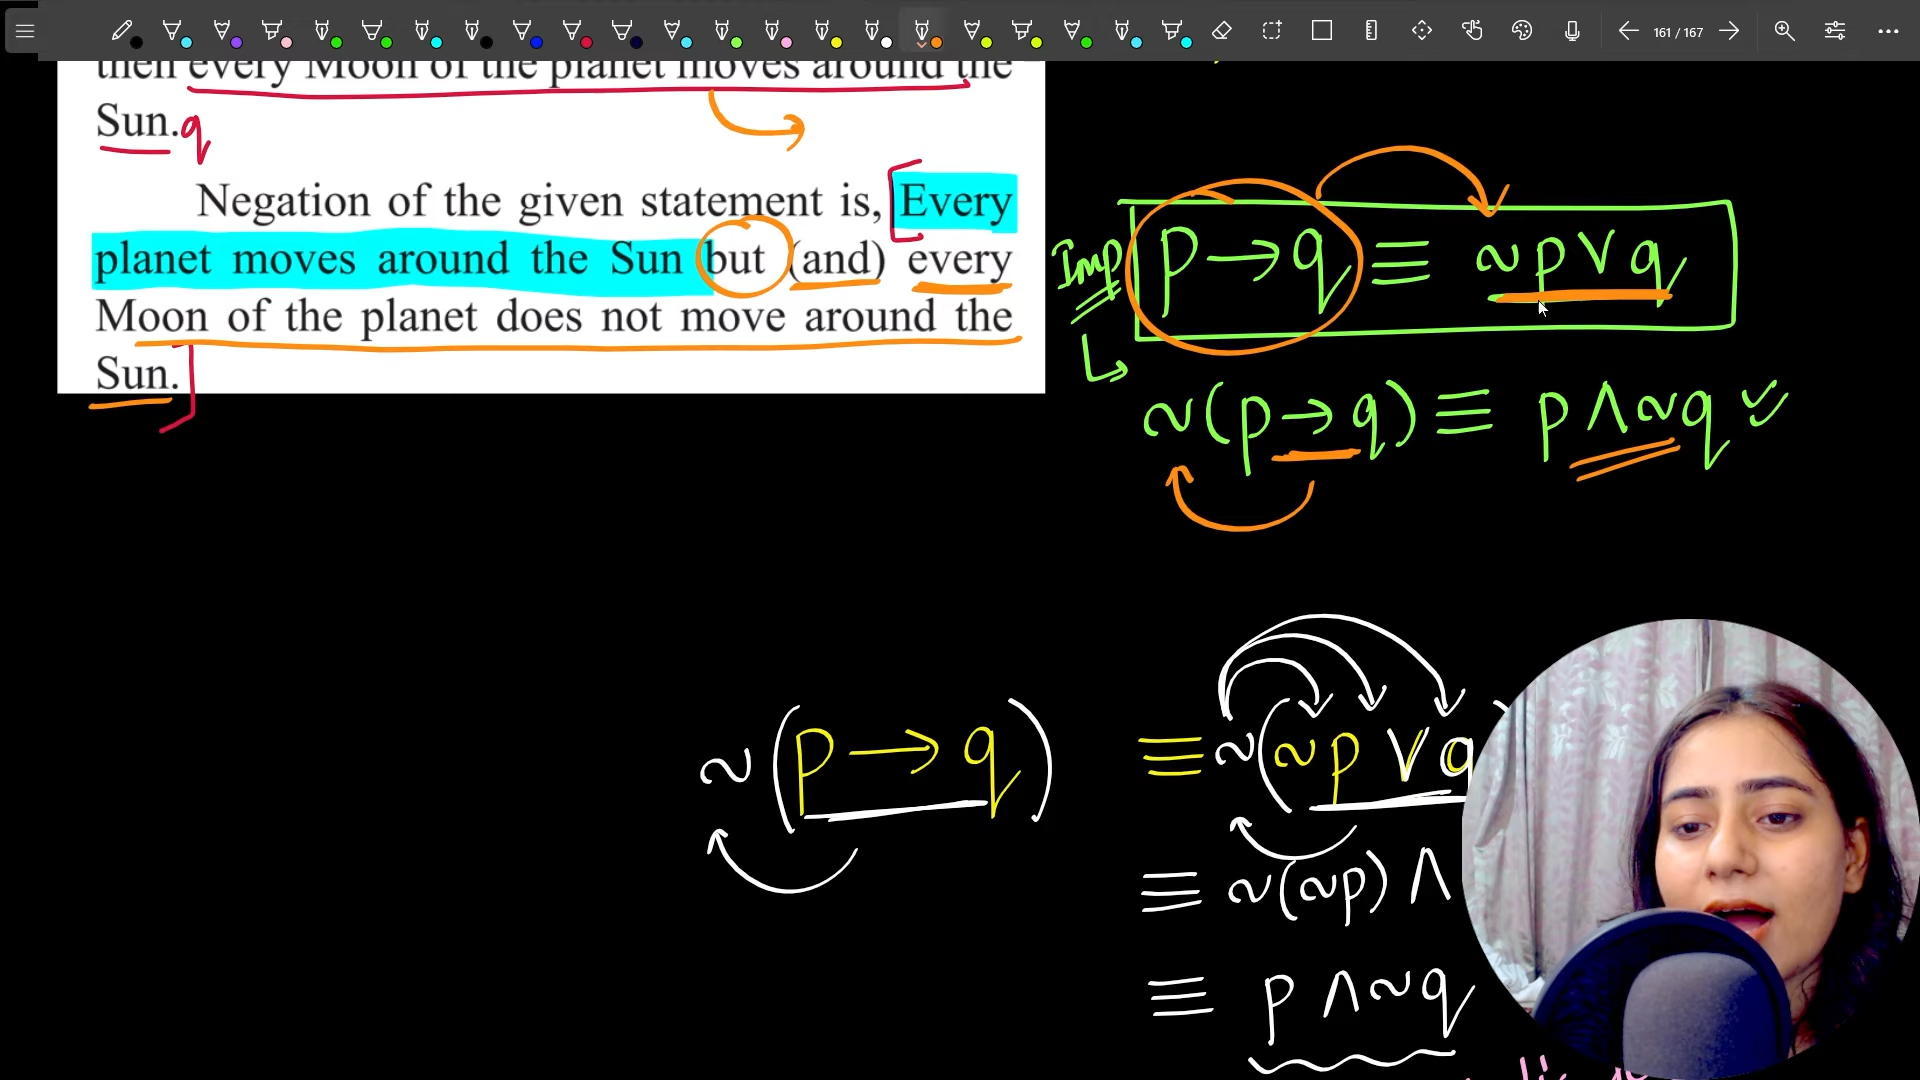 161 / 167
then every Moon of the planet moves around the
Sun. q
Negation of the given statement is, Every
planet moves around the Sun but (and) every
Moon of the planet does not move around the
Sun.
Imp
p → q ≡ ~p ∨ q
~(p → q) ≡ p ∧ ~q
~(p → q) ≡ ~(~p ∨ q
≡ ~(~p) ∧
≡ p ∧ ~q